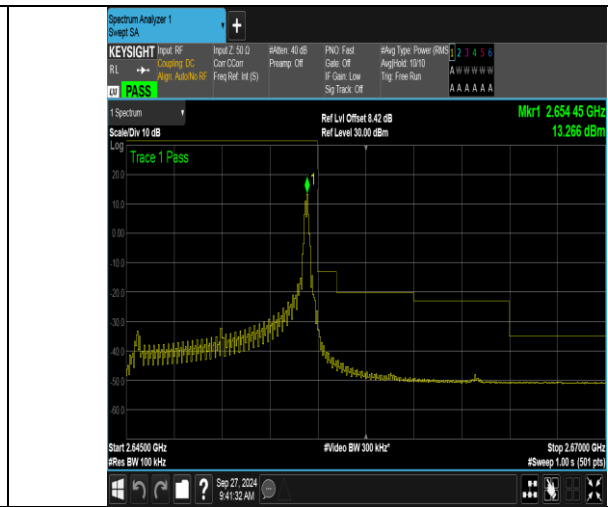 Spectrum Analyzer 1
Swept SA
+
KEYSIGHT Input: RF Input Z: 50 Ω #Atten: 40 dB PNO: Fast #Avg Type: Power (RMS 1 2 3 4 5 6
RL Coupling: DC Corr CCorr Preamp: Off Gate: Off Avg|Hold: 10/10 A W W W W W
Align: Auto/No RF Freq Ref: Int (S) IF Gain: Low Trig: Free Run A A A A A A
Sig Track: Off
LXI PASS
1 Spectrum Ref Lvl Offset 8.42 dB Mkr1 2.654 45 GHz
Scale/Div 10 dB Ref Level 30.00 dBm 13.266 dBm
Log
Trace 1 Pass
20.0
1
10.0
0.00
-10.0
-20.0
-30.0
-40.0
-50.0
-60.0
Start 2.64500 GHz #Video BW 300 kHz* Stop 2.67000 GHz
#Res BW 100 kHz #Sweep 1.00 s (501 pts)
? Sep 27, 2024
9:41:32 AM